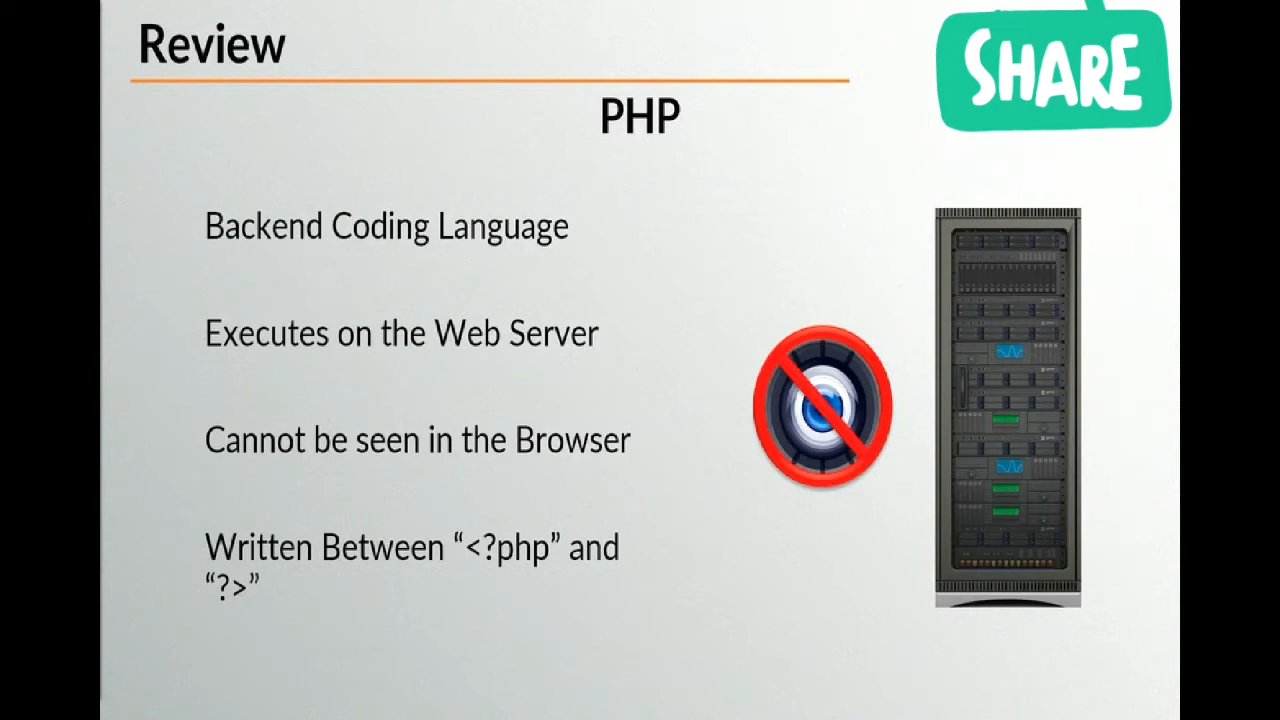 Review
SHARE
PHP
Backend Coding Language
Executes on the Web Server
Cannot be seen in the Browser
Written Between “<?php” and
“?>”